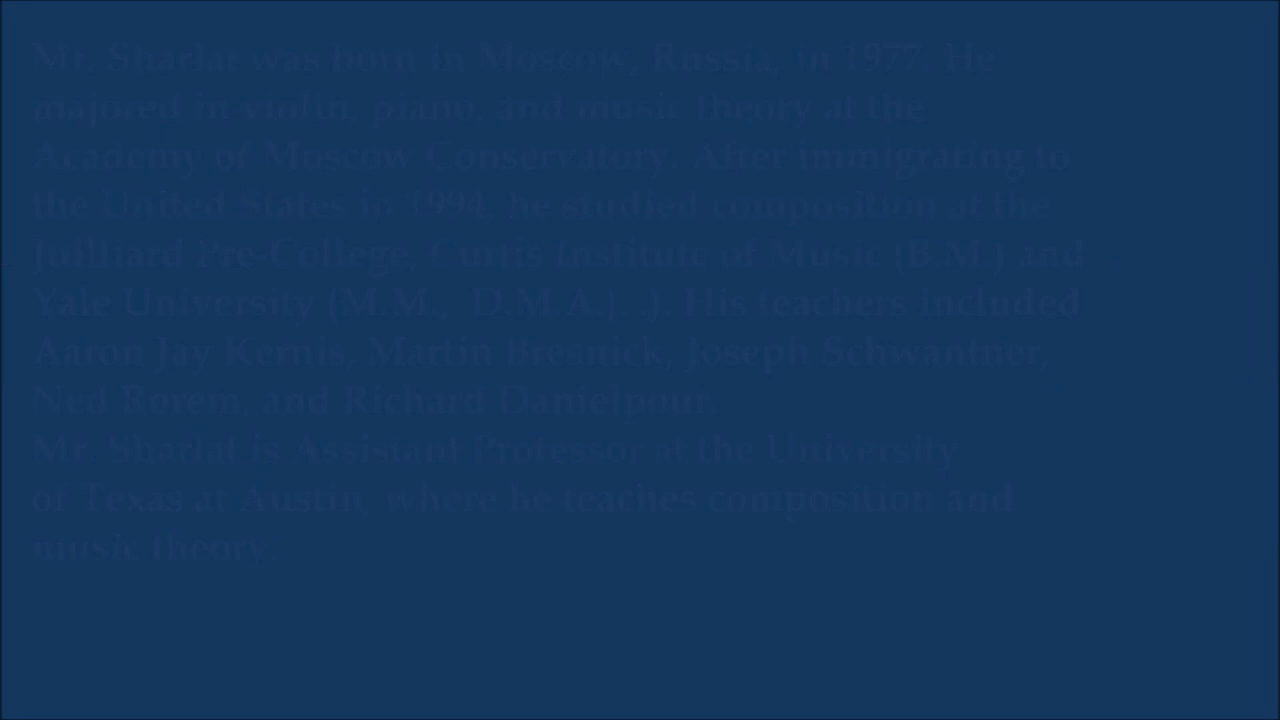 Mr. Sharlat was born in Moscow, Russia, in 1977. He
majored in violin, piano, and music theory at the
Academy of Moscow Conservatory. After immigrating to
the United States in 1994, he studied composition at the
Juilliard Pre-College, Curtis Institute of Music (B.M.) and
Yale University (M.M., D.M.A.). .). His teachers included
Aaron Jay Kernis, Martin Bresnick, Joseph Schwantner,
Ned Rorem, and Richard Danielpour.
Mr. Sharlat is Assistant Professor at the University
of Texas at Austin, where he teaches composition and
music theory.